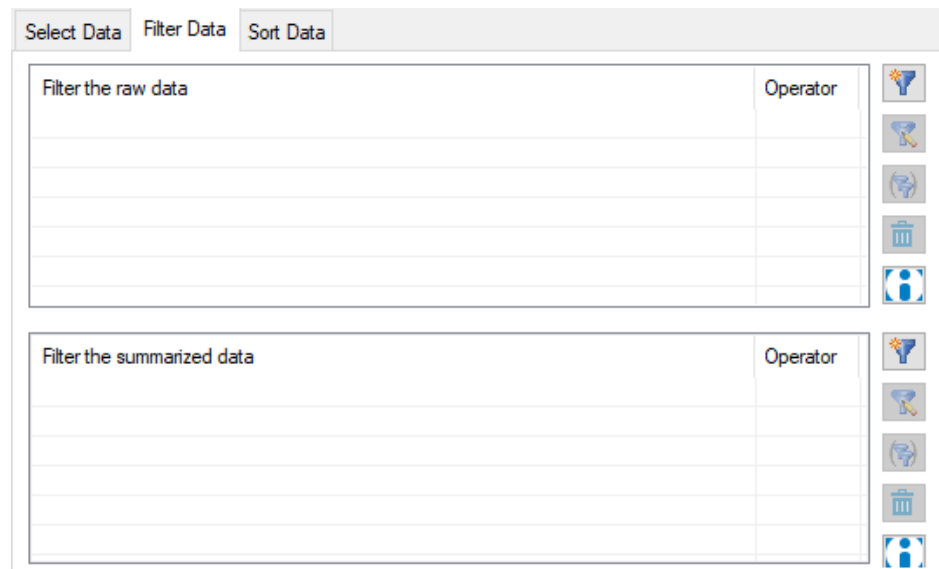 Select Data Filter Data Sort Data
Filter the raw data Operator
Filter the summarized data Operator